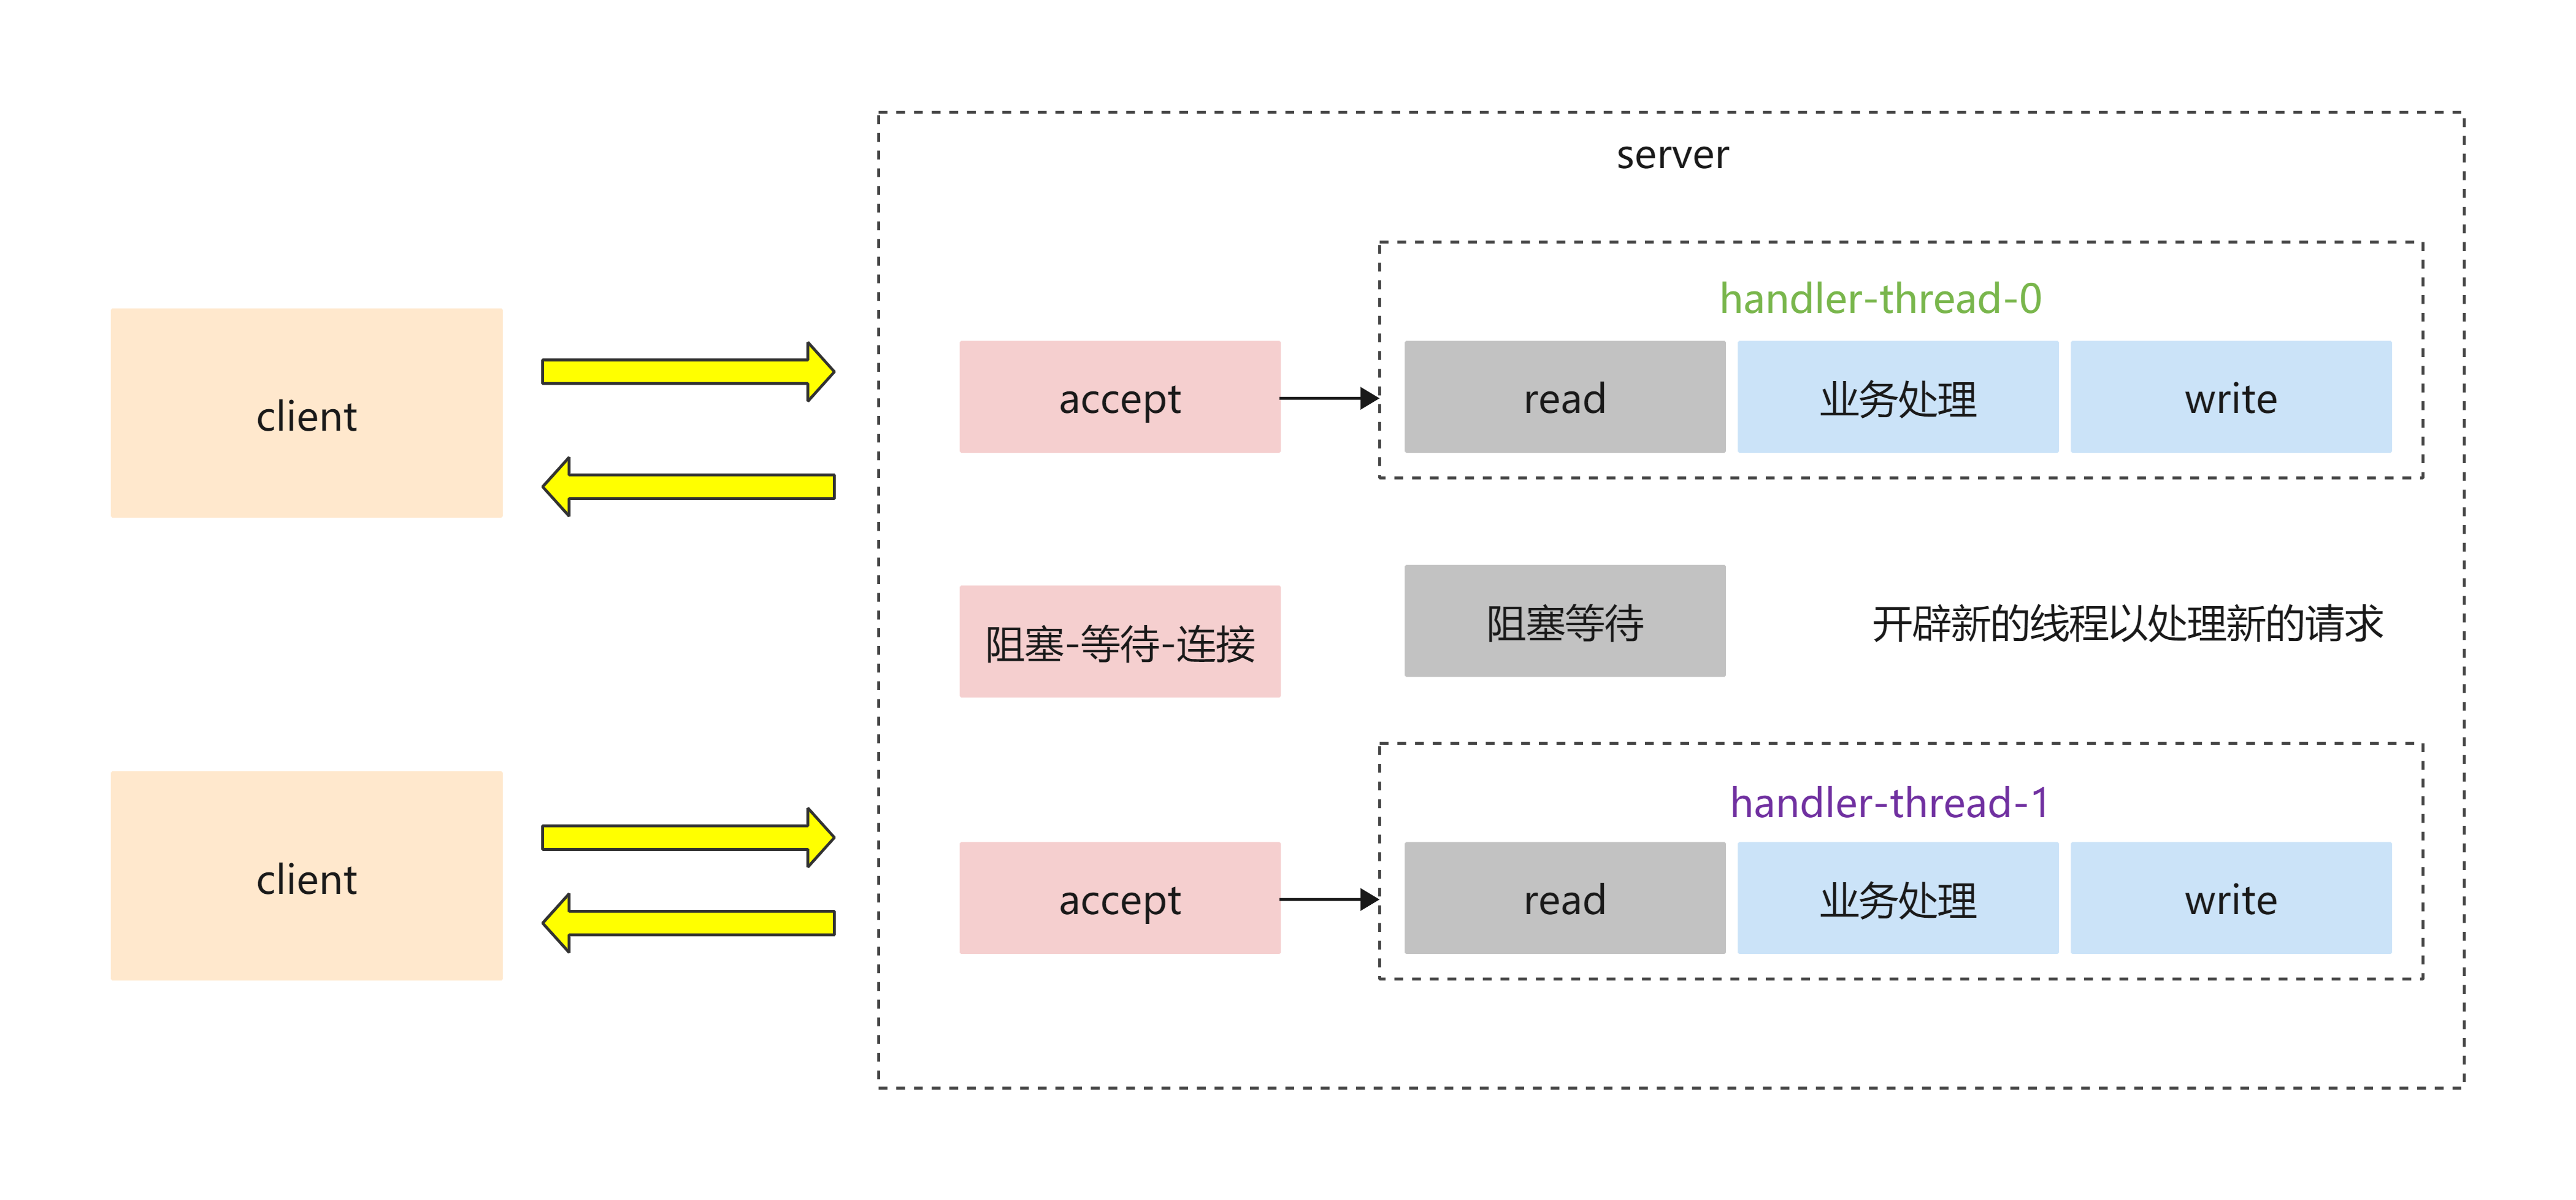 server
client
handler-thread-0
accept
read
业务处理
write
阻塞-等待-连接
阻塞等待
开辟新的线程以处理新的请求
client
handler-thread-1
accept
read
业务处理
write